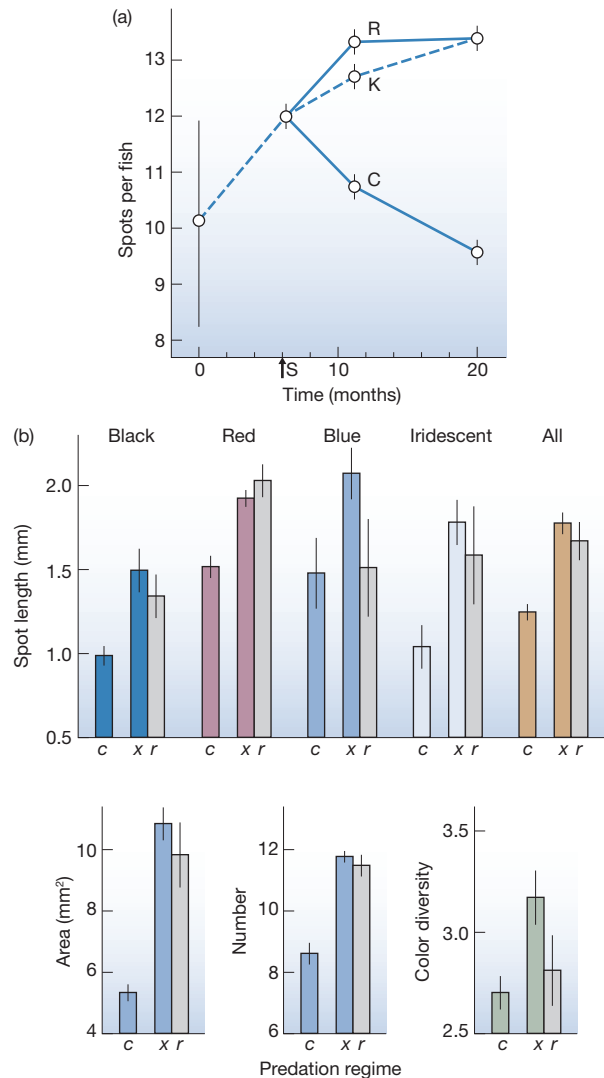 (a)
Spots per fish
13
12
11
10
9
8
R
K
C
0
S
10
20
Time (months)
(b)
Black
Red
Blue
Iridescent
All
Spot length (mm)
2.0
1.5
1.0
0.5
c x r
c x r
c x r
c x r
c x r
Area (mm²)
10
8
6
4
c x r
Number
12
10
8
6
c x r
Color diversity
3.5
3.0
2.5
c x r
Predation regime